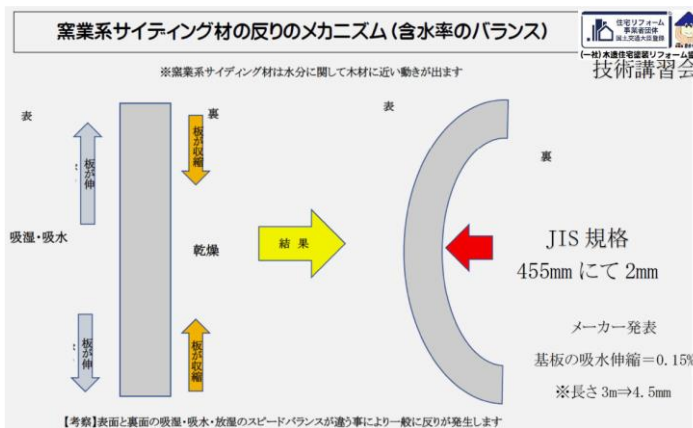 窯業系サイディング材の反りのメカニズム(含水率のバランス)
住宅リフォーム
事業者団体
国土交通大臣登録
(一社)木造住宅塗装リフォーム協
技術講習会
※窯業系サイディング材は水分に関して木材に近い動きが出ます
表
裏
板が伸
板が収縮
吸湿・吸水
乾燥
板が伸
板が収縮
結果
表
裏
JIS 規格
455mm にて 2mm
メーカー発表
基板の吸水伸縮=0.15%
※長さ 3m⇒4.5mm
【考察】表面と裏面の吸湿・吸水・放湿のスピードバランスが違う事により一般に反りが発生します